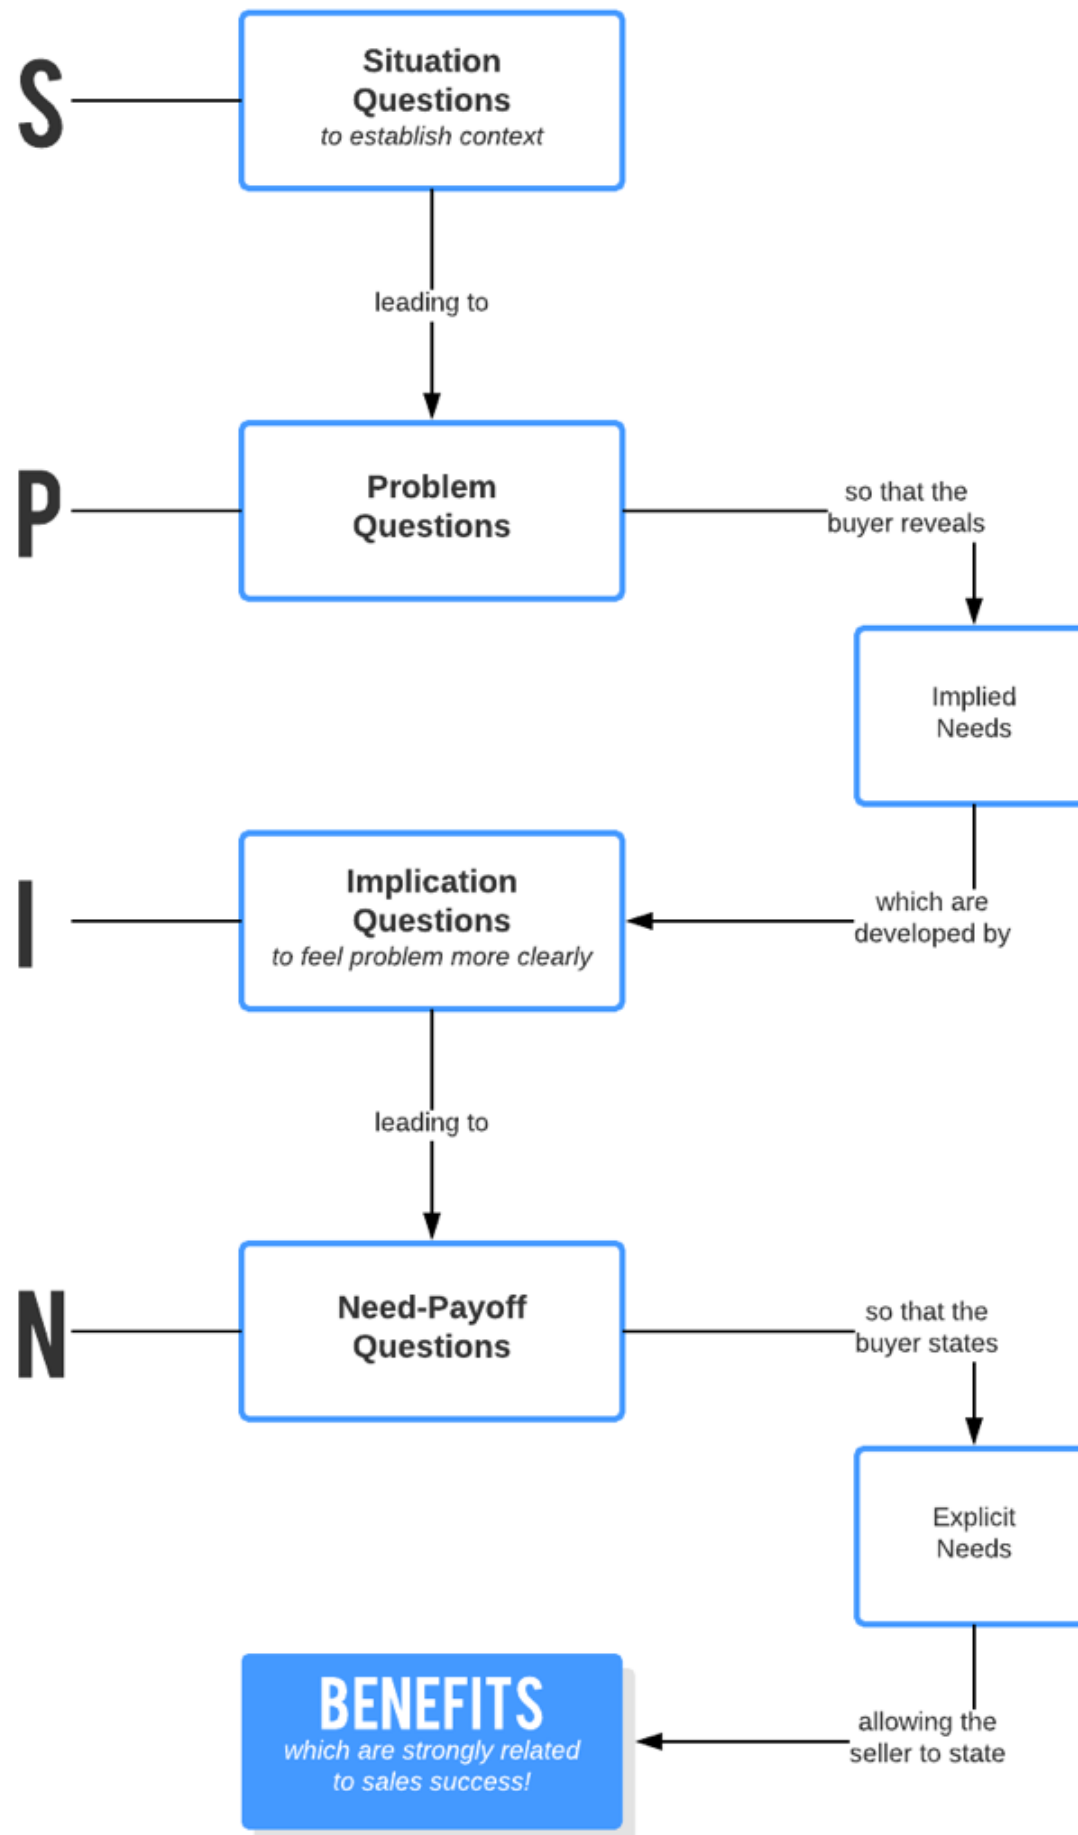 S
Situation
Questions
to establish context
leading to
P
Problem
Questions
so that the
buyer reveals
Implied
Needs
I
Implication
Questions
to feel problem more clearly
which are
developed by
leading to
N
Need-Payoff
Questions
so that the
buyer states
Explicit
Needs
BENEFITS
which are strongly related
to sales success!
allowing the
seller to state